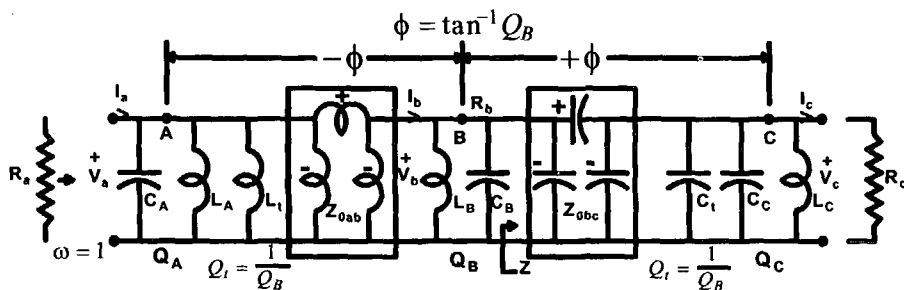 ϕ = tan⁻¹ Q_B
−ϕ
+ϕ
I_a
A
+
I_b
R_b
B
+
C
I_c
R_a
+
V_a
C_A
L_A
L_t
-
-
Z_0ab
+
V_b
L_B
C_B
-
-
Z_0bc
C_t
C_C
L_C
+
V_c
R_c
ω = 1
Q_A
Q_t = 1/Q_B
Q_B
Z
Q_t = 1/Q_B
Q_C